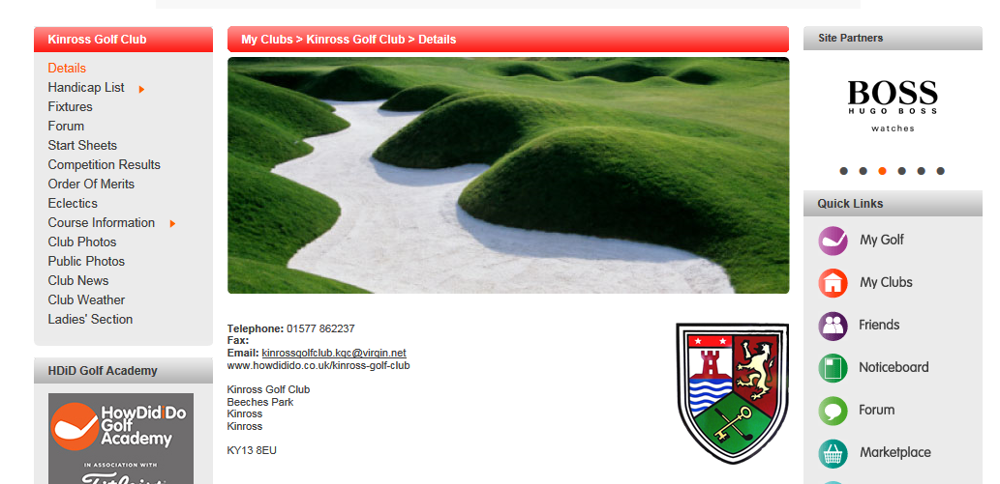 Kinross Golf Club
Details
Handicap List
Fixtures
Forum
Start Sheets
Competition Results
Order Of Merits
Eclectics
Course Information
Club Photos
Public Photos
Club News
Club Weather
Ladies' Section
HDiD Golf Academy
HowDidiDo
Golf
Academy
IN ASSOCIATION WITH
Titleist
My Clubs > Kinross Golf Club > Details
Telephone: 01577 862237
Fax:
Email: kinrossgolfclub.kgc@virgin.net
www.howdidido.co.uk/kinross-golf-club
Kinross Golf Club
Beeches Park
Kinross
Kinross
KY13 8EU
Site Partners
BOSS
HUGO BOSS
watches
Quick Links
My Golf
My Clubs
Friends
Noticeboard
Forum
Marketplace